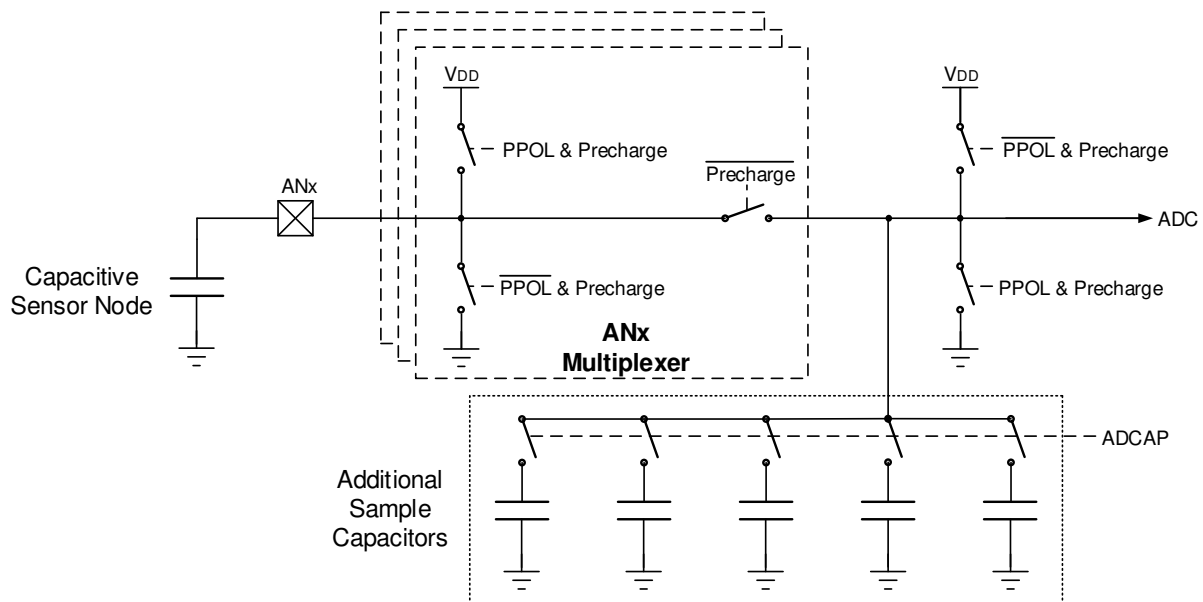 VDD
VDD
PPOL & Precharge
PPOL & Precharge
Precharge
ANx
ADC
Capacitive
Sensor Node
PPOL & Precharge
PPOL & Precharge
ANx
Multiplexer
ADCAP
Additional
Sample
Capacitors